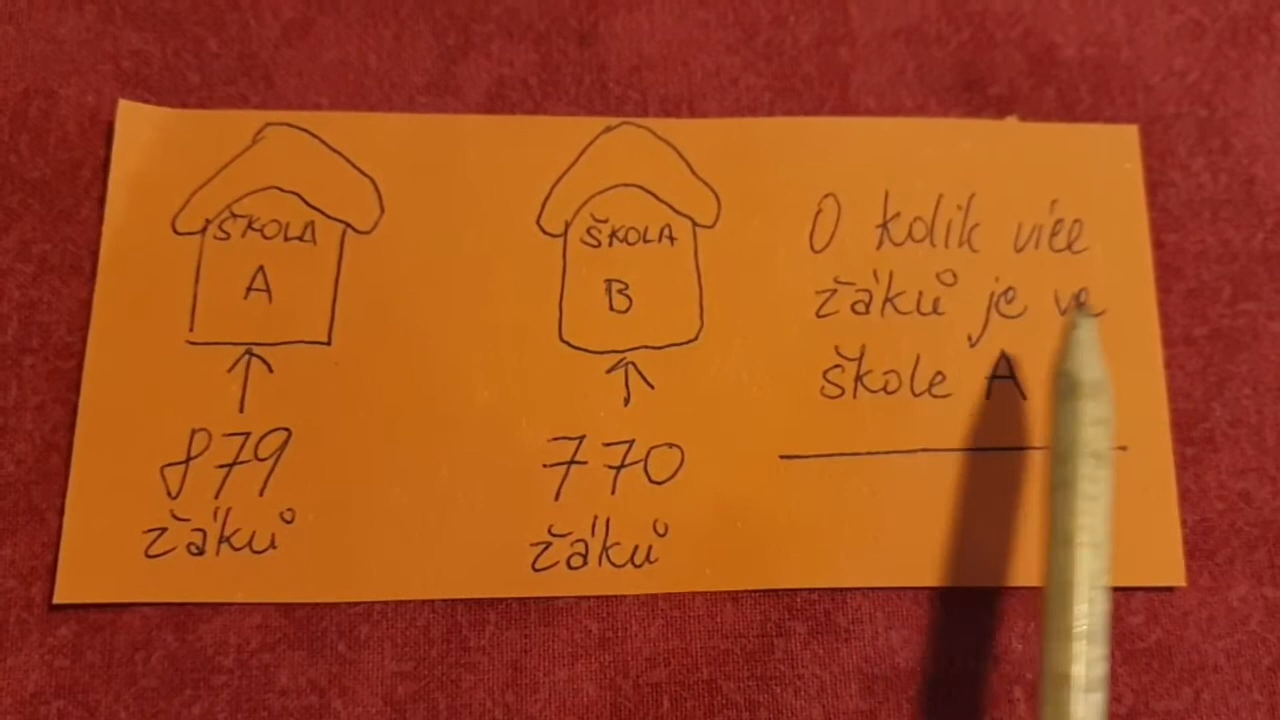 ŠKOLA
A
879
žáků
ŠKOLA
B
770
žáků
O kolik více
žáků je ve
škole A